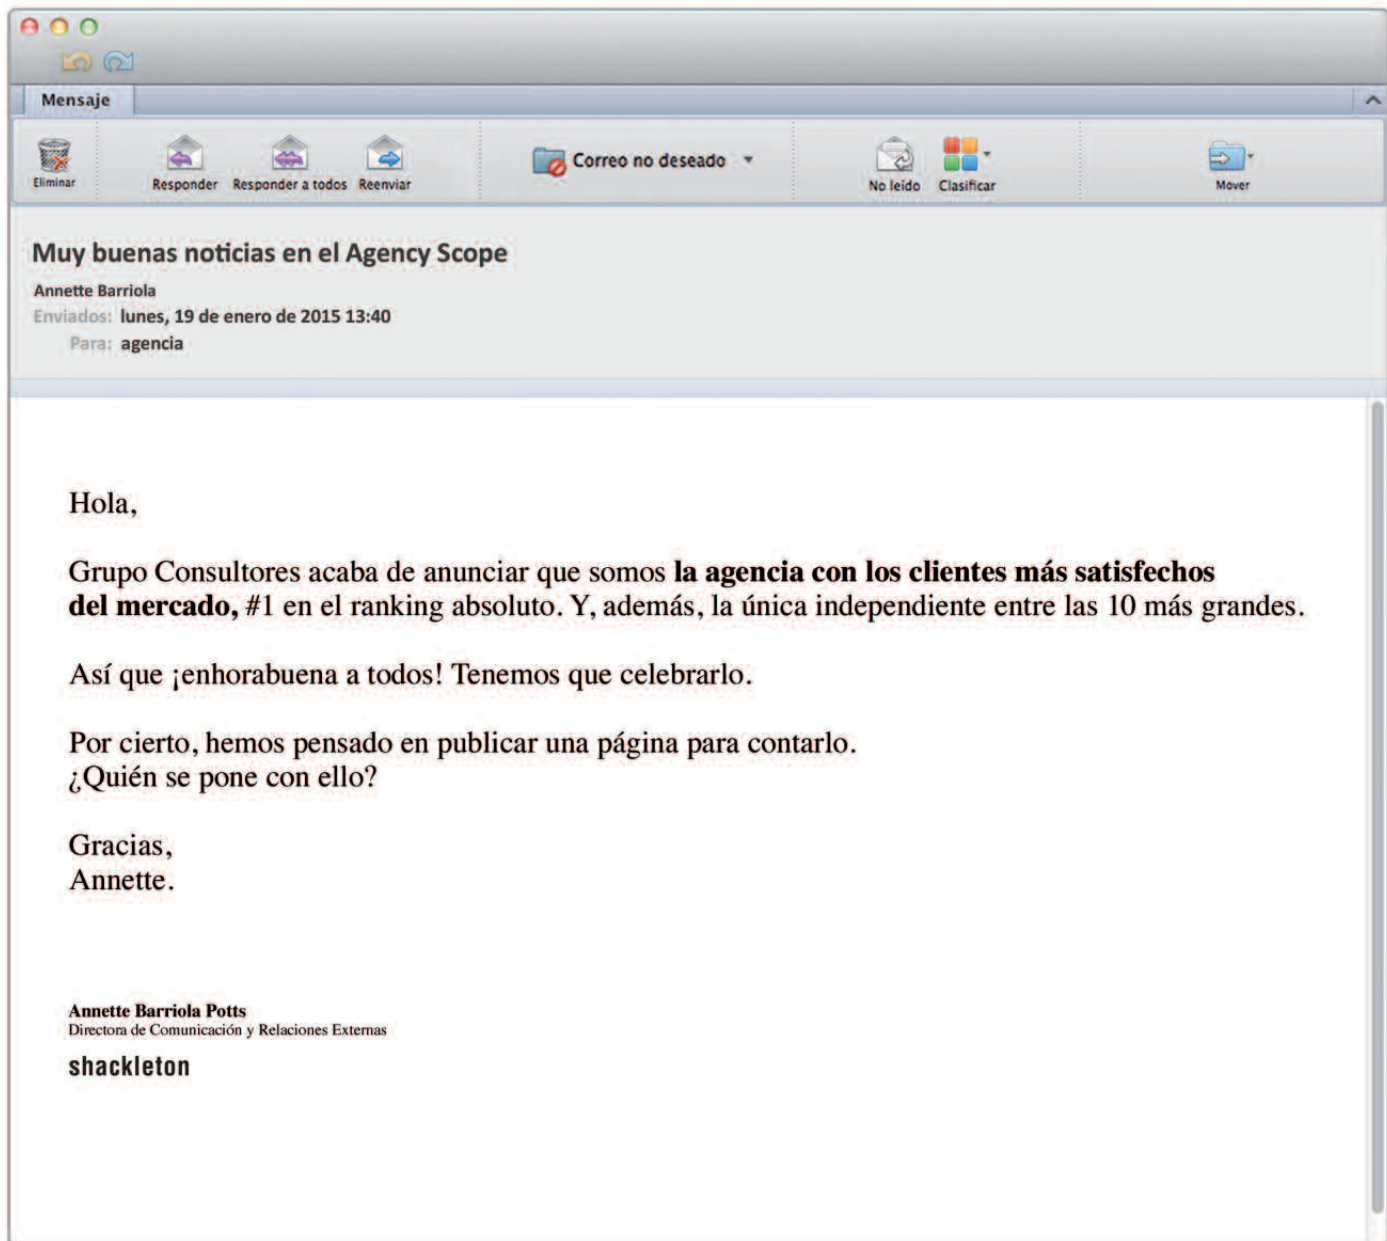 Mensaje
Eliminar
Responder
Responder a todos
Reenviar
Correo no deseado
No leído
Clasificar
Mover
Muy buenas noticias en el Agency Scope
Annette Barriola
Enviados: lunes, 19 de enero de 2015 13:40
Para: agencia
Hola,
Grupo Consultores acaba de anunciar que somos la agencia con los clientes más satisfechos
del mercado, #1 en el ranking absoluto. Y, además, la única independiente entre las 10 más grandes.
Así que ¡enhorabuena a todos! Tenemos que celebrarlo.
Por cierto, hemos pensado en publicar una página para contarlo.
¿Quién se pone con ello?
Gracias,
Annette.
Annette Barriola Potts
Directora de Comunicación y Relaciones Externas
shackleton